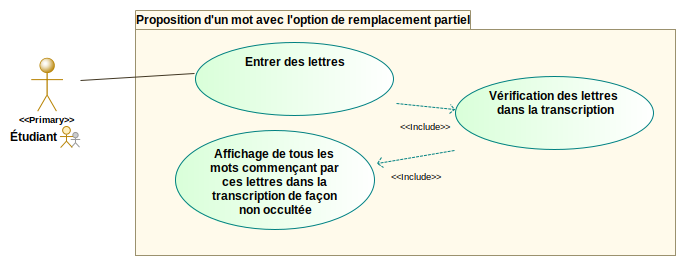 Proposition d'un mot avec l'option de remplacement partiel
Entrer des lettres
<<Primary>>
Étudiant
<<Include>>
Vérification des lettres
dans la transcription
Affichage de tous les
mots commençant par
ces lettres dans la
transcription de façon
non occultée
<<Include>>